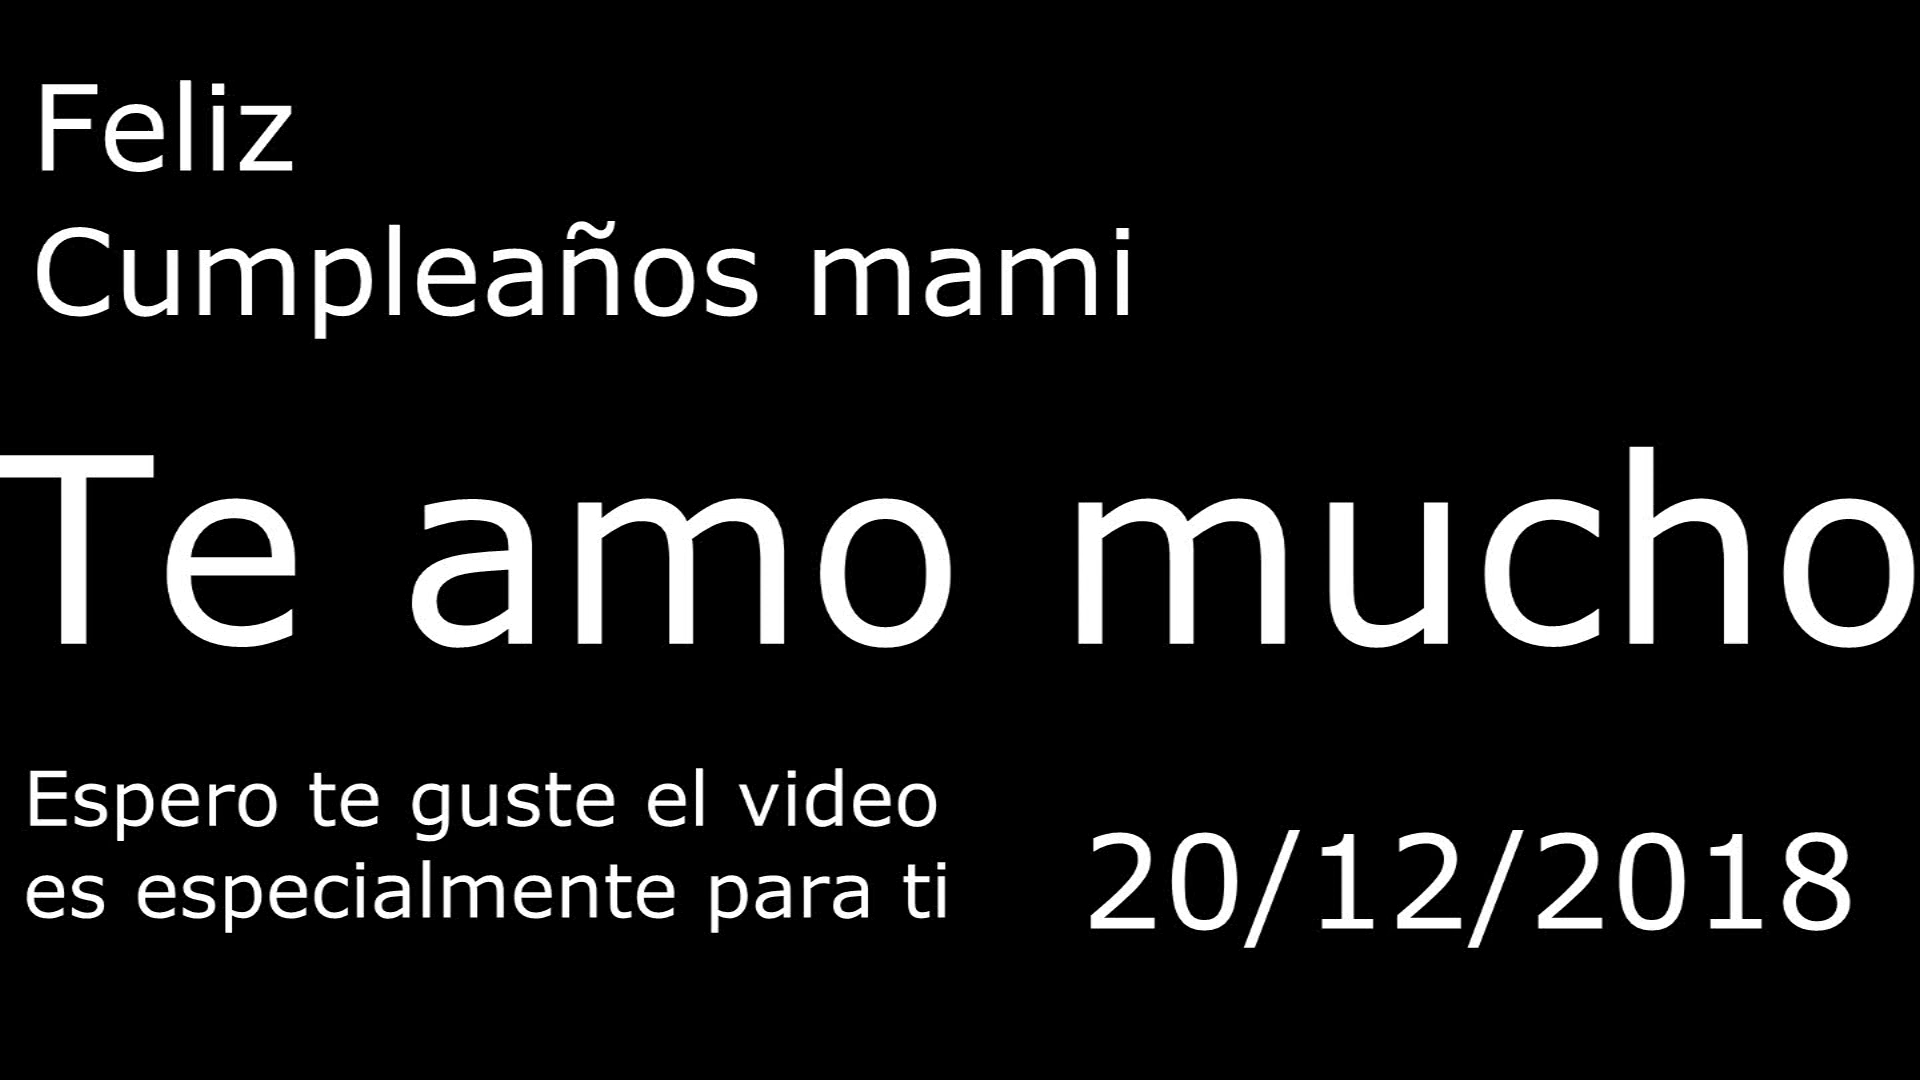 Feliz
Cumpleaños mami
Te amo mucho
Espero te guste el video
es especialmente para ti
20/12/2018